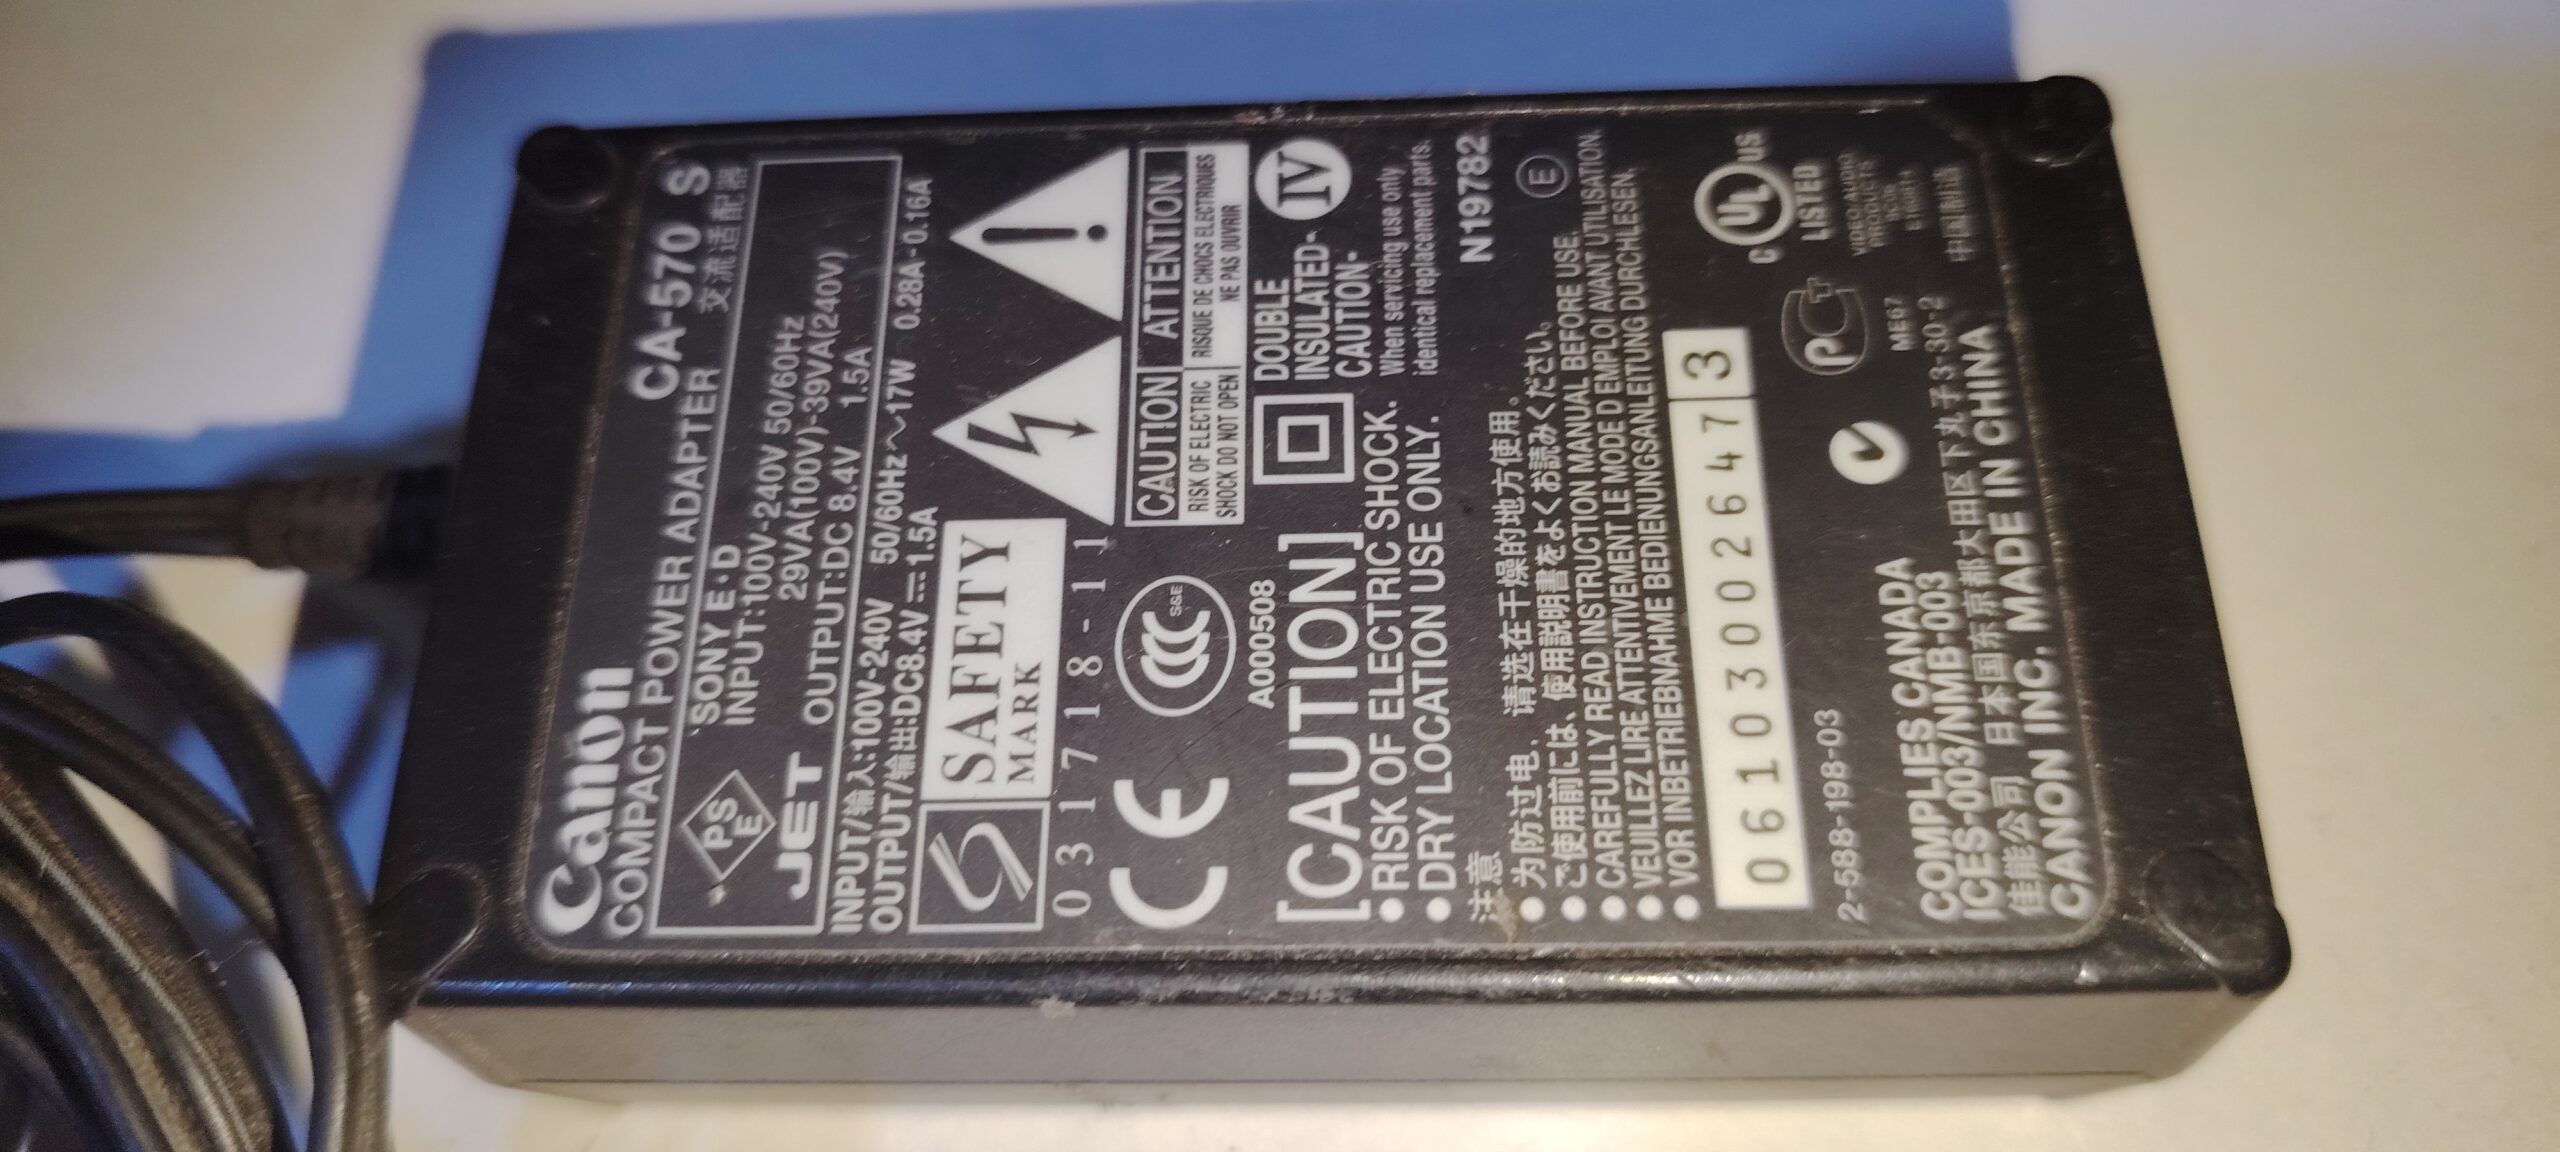 Canon
CA-570 S
COMPACT POWER ADAPTER 交流适配器
PS
E
JET
SONY E·D
INPUT:100V-240V 50/60Hz
29VA(100V)-39VA(240V)
OUTPUT:DC 8.4V 1.5A
INPUT/输入:100V-240V 50/60Hz～17W 0.28A-0.16A
OUTPUT/输出:DC8.4V⎓1.5A
SAFETY
MARK
031718-11
CAUTION
RISK OF ELECTRIC
SHOCK DO NOT OPEN
ATTENTION
RISQUE DE CHOCS ELECTRIQUES
NE PAS OUVRIR
CE
CCC
S&E
A000508
DOUBLE
INSULATED-
CAUTION-
When servicing use only
identical replacement parts.
IV
[CAUTION]
●RISK OF ELECTRIC SHOCK.
●DRY LOCATION USE ONLY.
N19782
注意
●为防过电，请选在干燥的地方使用。
●ご使用前には、使用説明書をよくお読みください。
E
●CAREFULLY READ INSTRUCTION MANUAL BEFORE USE.
●VEUILLEZ LIRE ATTENTIVEMENT LE MODE D EMPLOI AVANT UTILISATION.
●VOR INBETRIEBNAHME BEDIENUNGSANLEITUNG DURCHLESEN.
061030026473
C UL US
LISTED
VIDEO/AUDIO
PRODUCTS
2-588-198-03
PCT
ME67
中国制造
COMPLIES CANADA
ICES-003/NMB-003
佳能公司 日本国东京都大田区下丸子3-30-2
CANON INC. MADE IN CHINA